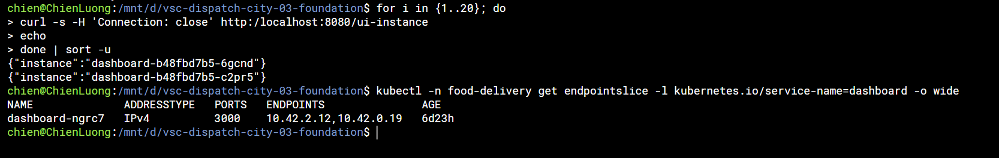 chien@ChienLuong:/mnt/d/vsc-dispatch-city-03-foundation$ for i in {1..20}; do
> curl -s -H 'Connection: close' http:/localhost:8080/ui-instance
> echo
> done | sort -u
{"instance":"dashboard-b48fbd7b5-6gcnd"}
{"instance":"dashboard-b48fbd7b5-c2pr5"}
chien@ChienLuong:/mnt/d/vsc-dispatch-city-03-foundation$ kubectl -n food-delivery get endpointslice -l kubernetes.io/service-name=dashboard -o wide
NAME ADDRESSTYPE PORTS ENDPOINTS AGE
dashboard-ngrc7 IPv4 3000 10.42.2.12,10.42.0.19 6d23h
chien@ChienLuong:/mnt/d/vsc-dispatch-city-03-foundation$